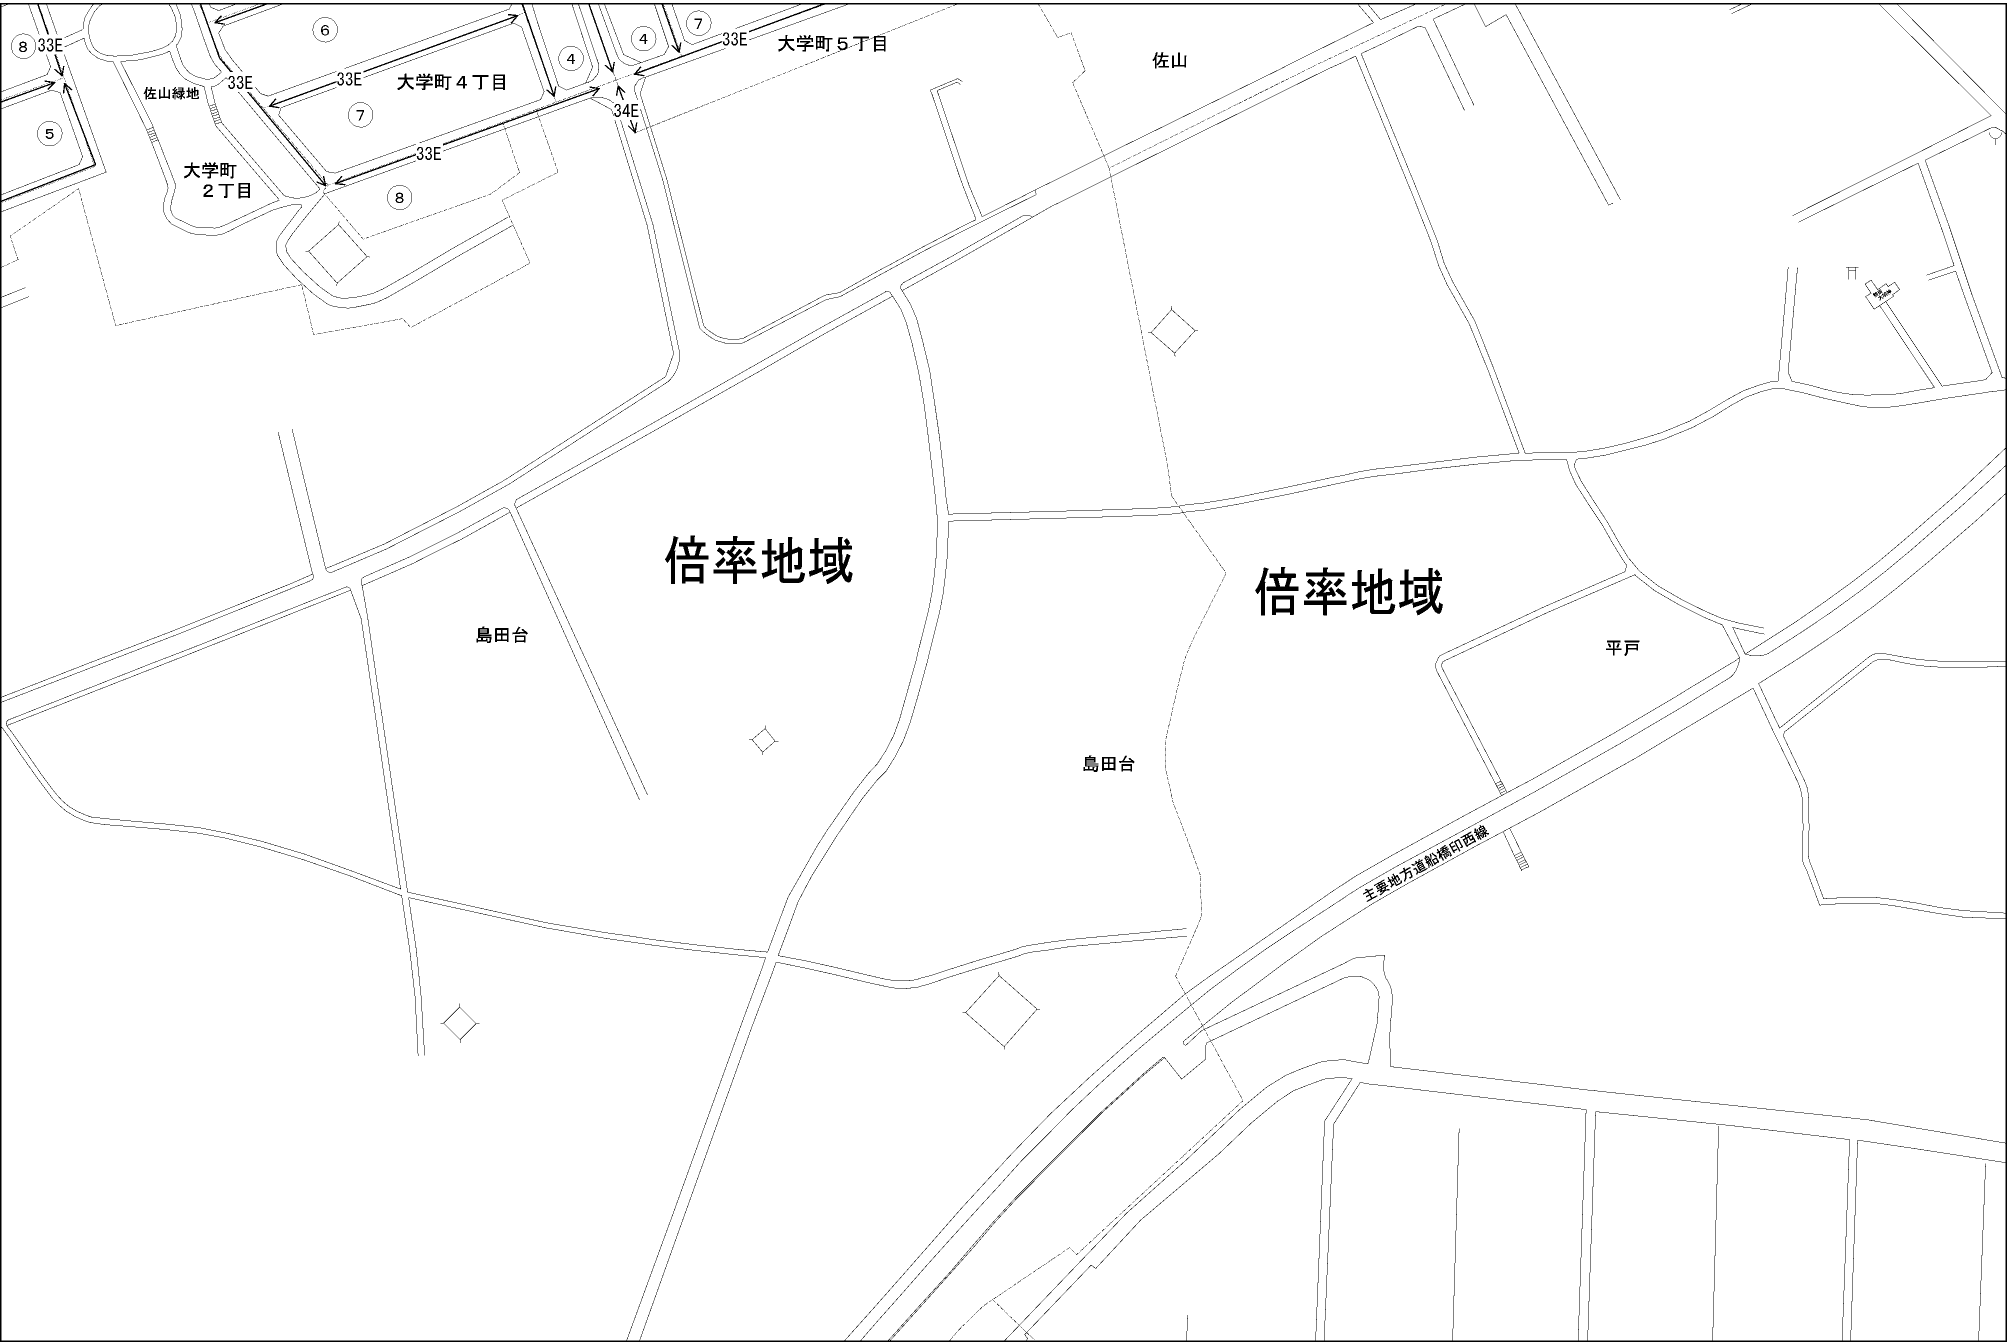 8
33E
5
佐山緑地
大学町
２丁目
33E
6
33E
大学町４丁目
7
33E
8
4
4
7
33E
34E
大学町５丁目
佐山
倍率地域
倍率地域
島田台
島田台
平戸
主要地方道船橋印西線